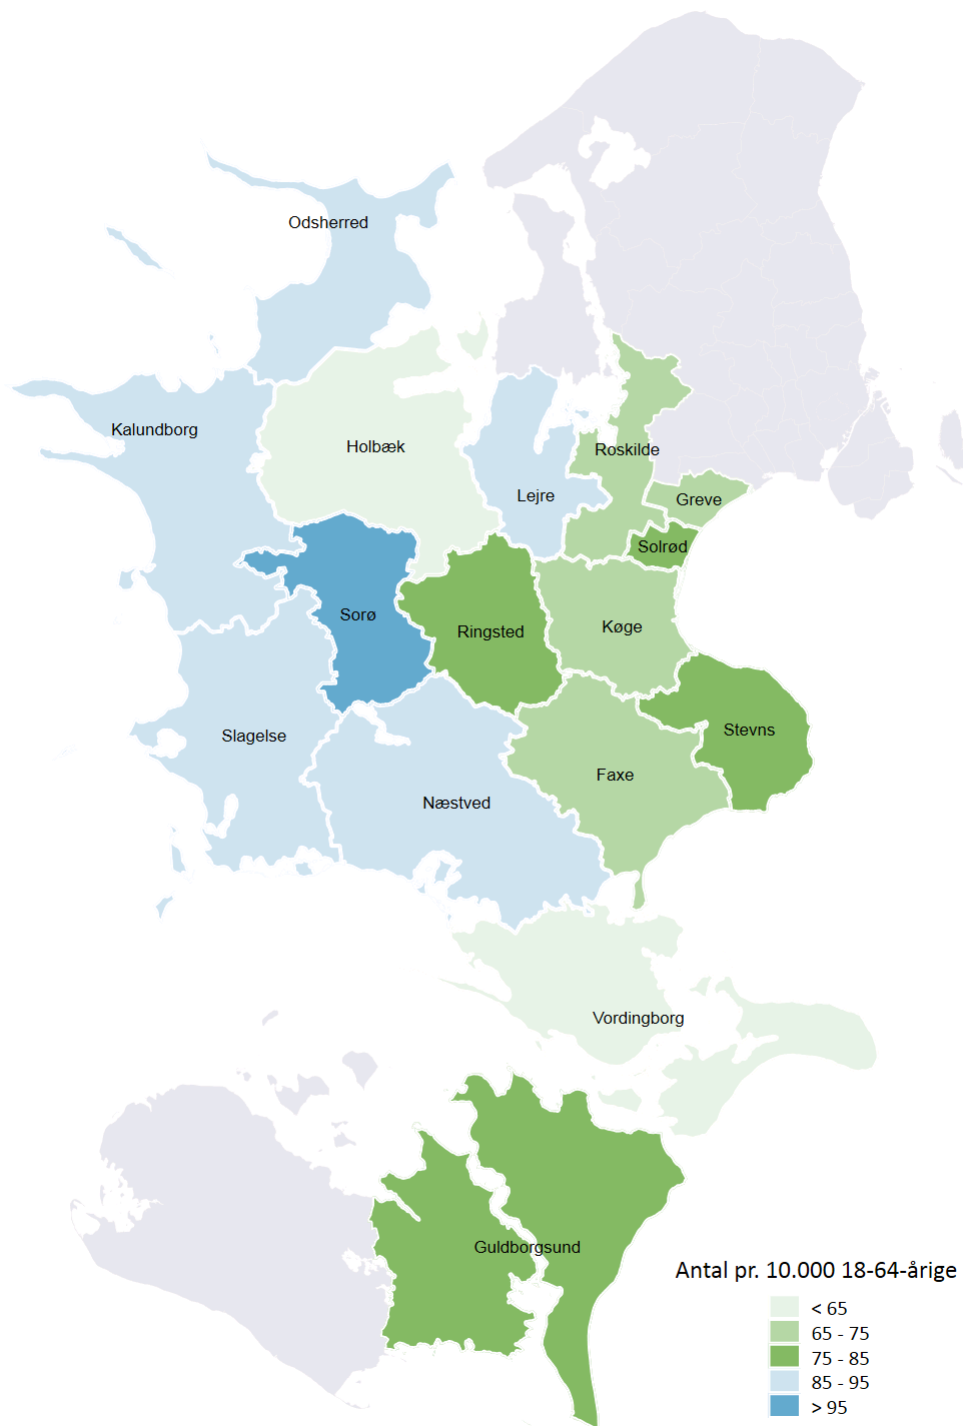 Odsherred
Kalundborg
Holbæk
Roskilde
Lejre
Greve
Solrød
Sorø
Ringsted
Køge
Slagelse
Stevns
Faxe
Næstved
Vordingborg
Guldborgsund
Antal pr. 10.000 18-64-årige
< 65
65 - 75
75 - 85
85 - 95
> 95